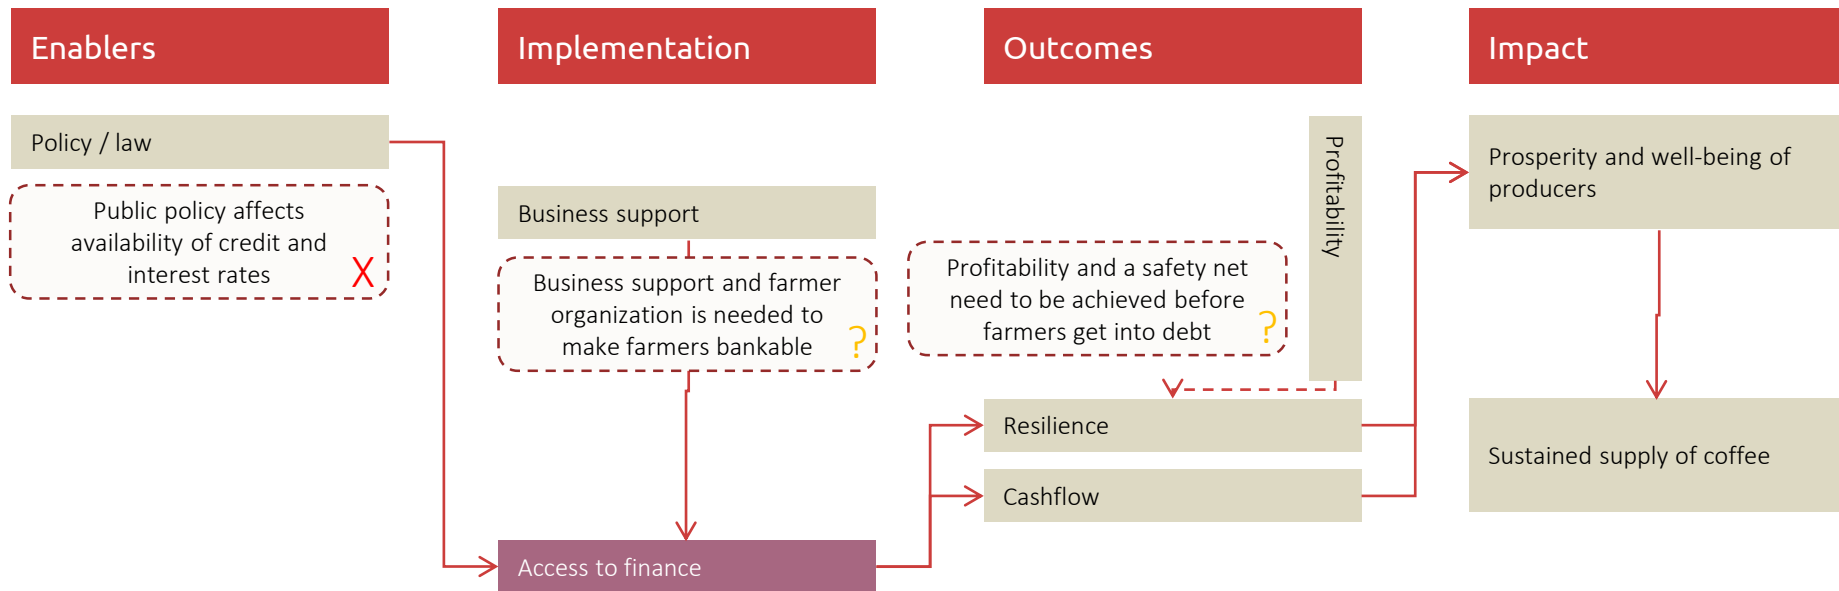 Enablers
Implementation
Outcomes
Impact
Policy / law
Public policy affects
availability of credit and
interest rates
X
Business support
Business support and farmer
organization is needed to
make farmers bankable
?
Access to finance
Profitability
Profitability and a safety net
need to be achieved before
farmers get into debt
?
Resilience
Cashflow
Prosperity and well-being of
producers
Sustained supply of coffee